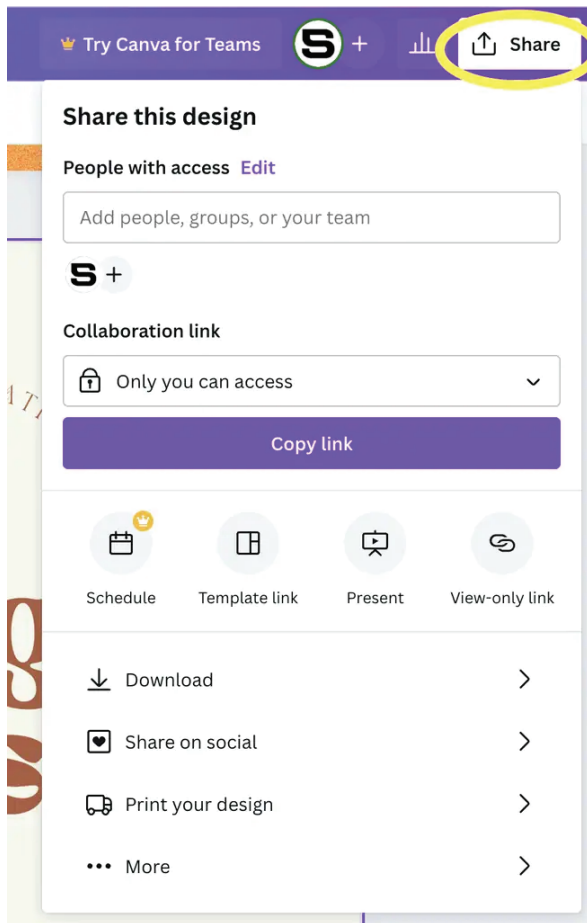 Try Canva for Teams
S
+
Share
Share this design
People with access Edit
Add people, groups, or your team
S +
Collaboration link
Only you can access
Copy link
Schedule Template link Present View-only link
Download
Share on social
Print your design
More